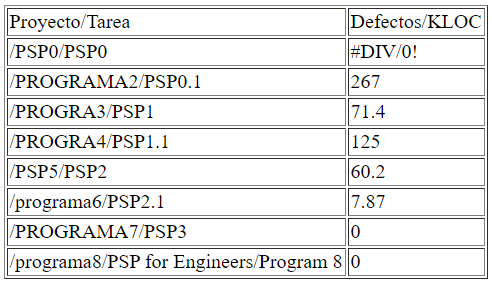 Proyecto/Tarea Defectos/KLOC
/PSP0/PSP0 #DIV/0!
/PROGRAMA2/PSP0.1 267
/PROGRA3/PSP1 71.4
/PROGRA4/PSP1.1 125
/PSP5/PSP2 60.2
/programa6/PSP2.1 7.87
/PROGRAMA7/PSP3 0
/programa8/PSP for Engineers/Program 8 0